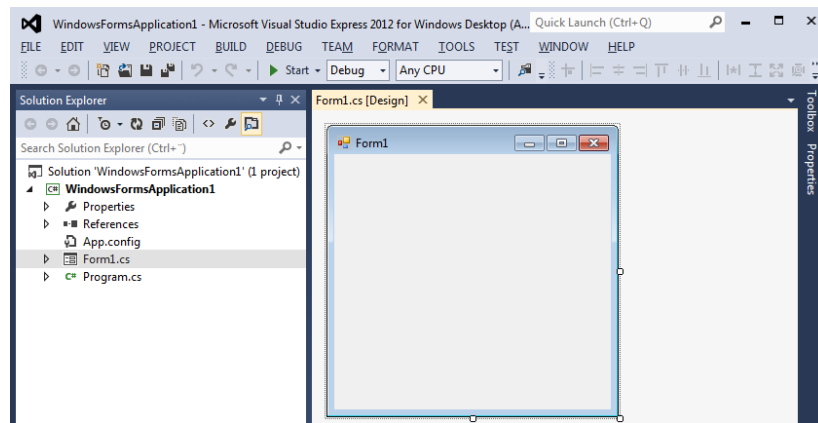 WindowsFormsApplication1 - Microsoft Visual Studio Express 2012 for Windows Desktop (A...
Quick Launch (Ctrl+Q)
FILE EDIT VIEW PROJECT BUILD DEBUG TEAM FORMAT TOOLS TEST WINDOW HELP
Start Debug Any CPU
Solution Explorer
Form1.cs [Design]
Search Solution Explorer (Ctrl+¨)
Solution 'WindowsFormsApplication1' (1 project)
C# WindowsFormsApplication1
Properties
References
App.config
Form1.cs
C# Program.cs
Form1
Toolbox
Properties